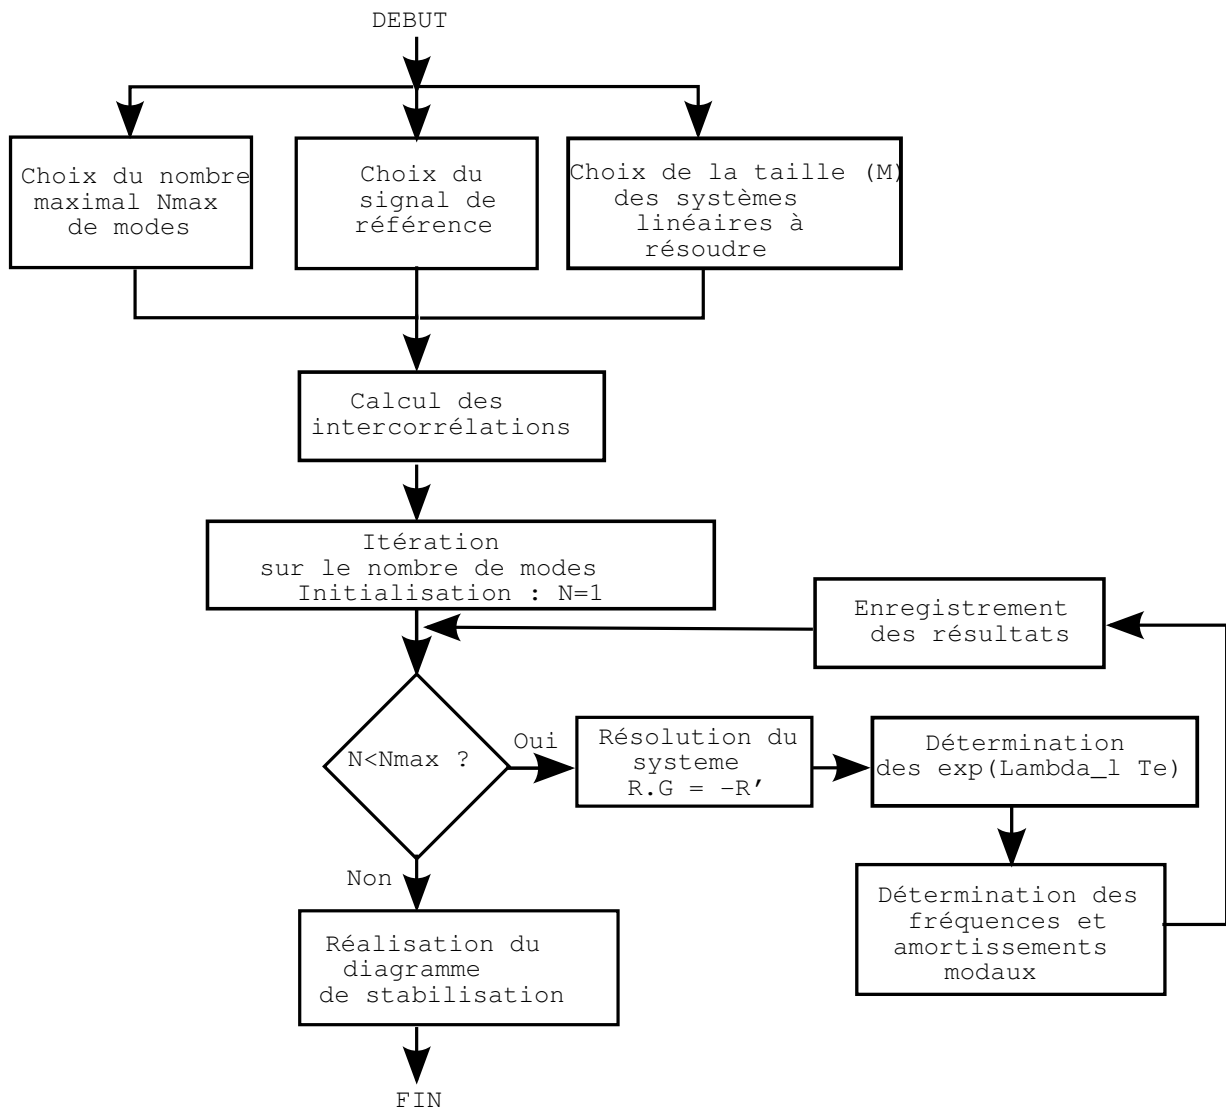 DEBUT
Choix du nombre
maximal Nmax
de modes
Choix du
signal de
référence
Choix de la taille (M)
des systèmes
linéaires à
résoudre
Calcul des
intercorrélations
Itération
sur le nombre de modes
Initialisation : N=1
Enregistrement
des résultats
N<Nmax ?
Oui
Résolution du
systeme
R.G = −R’
Détermination
des exp(Lambda_l Te)
Non
Détermination des
fréquences et
amortissements
modaux
Réalisation du
diagramme
de stabilisation
FIN